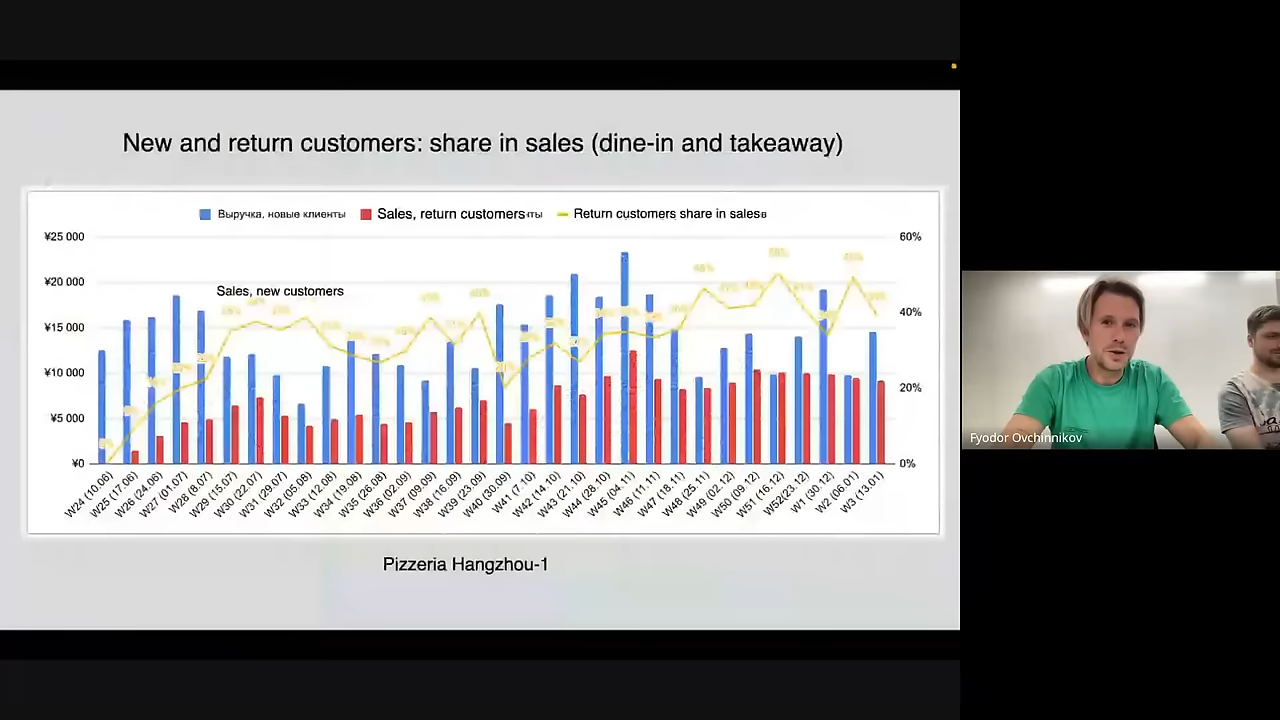 New and return customers: share in sales (dine-in and takeaway)
Выручка, новые клиенты Sales, return customers ты Return customers share in sales в
¥25 000 60%
¥20 000
Sales, new customers
¥15 000 40%
¥10 000
20%
¥5 000
¥0 0%
W24 (10.06) W25 (17.06) W26 (24.06) W27 (01.07) W28 (8.07) W29 (15.07) W30 (22.07) W31 (29.07) W32 (05.08) W33 (12.08) W34 (19.08) W35 (26.08) W36 (02.09) W37 (09.09) W38 (16.09) W39 (23.09) W40 (30.09) W41 (7.10) W42 (14.10) W43 (21.10) W44 (28.10) W45 (04.11) W46 (11.11) W47 (18.11) W48 (25.11) W49 (02.12) W50 (09.12) W51 (16.12) W52(23.12) W1 (30.12) W2 (06.01) W3 (13.01)
Pizzeria Hangzhou-1
Fyodor Ovchinnikov